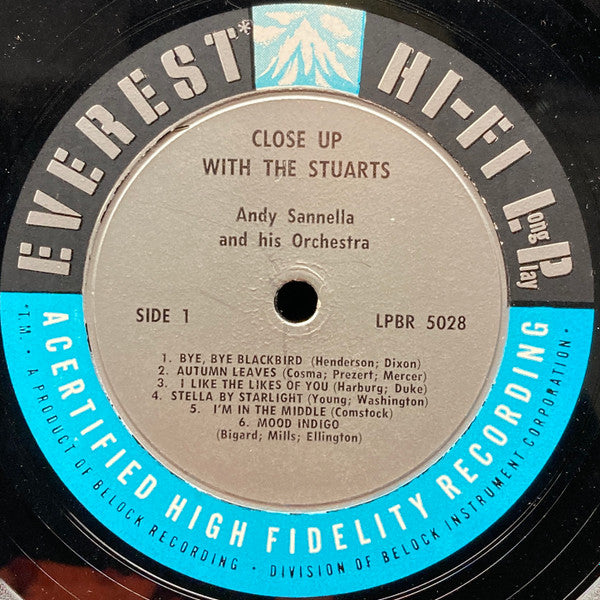 EVEREST*
HI-FI Long Play
CLOSE UP
WITH THE STUARTS
Andy Sannella
and his Orchestra
SIDE 1
LPBR 5028
1. BYE, BYE BLACKBIRD (Henderson; Dixon)
2. AUTUMN LEAVES (Cosma; Prezert; Mercer)
3. I LIKE THE LIKES OF YOU (Harburg; Duke)
4. STELLA BY STARLIGHT (Young; Washington)
5. I'M IN THE MIDDLE (Comstock)
6. MOOD INDIGO
(Bigard; Mills; Ellington)
A CERTIFIED HIGH FIDELITY RECORDING
*T.M. • A PRODUCT OF BELOCK RECORDING • DIVISION OF BELOCK INSTRUMENT CORPORATION •